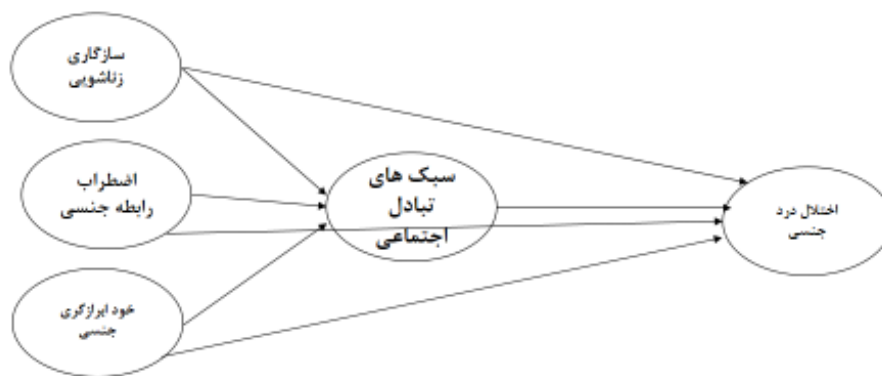 سازگاری
زناشویی
اضطراب
رابطه جنسی
خود ابرازگری
جنسی
سبک های
تبادل
اجتماعی
اختلال درد
جنسی